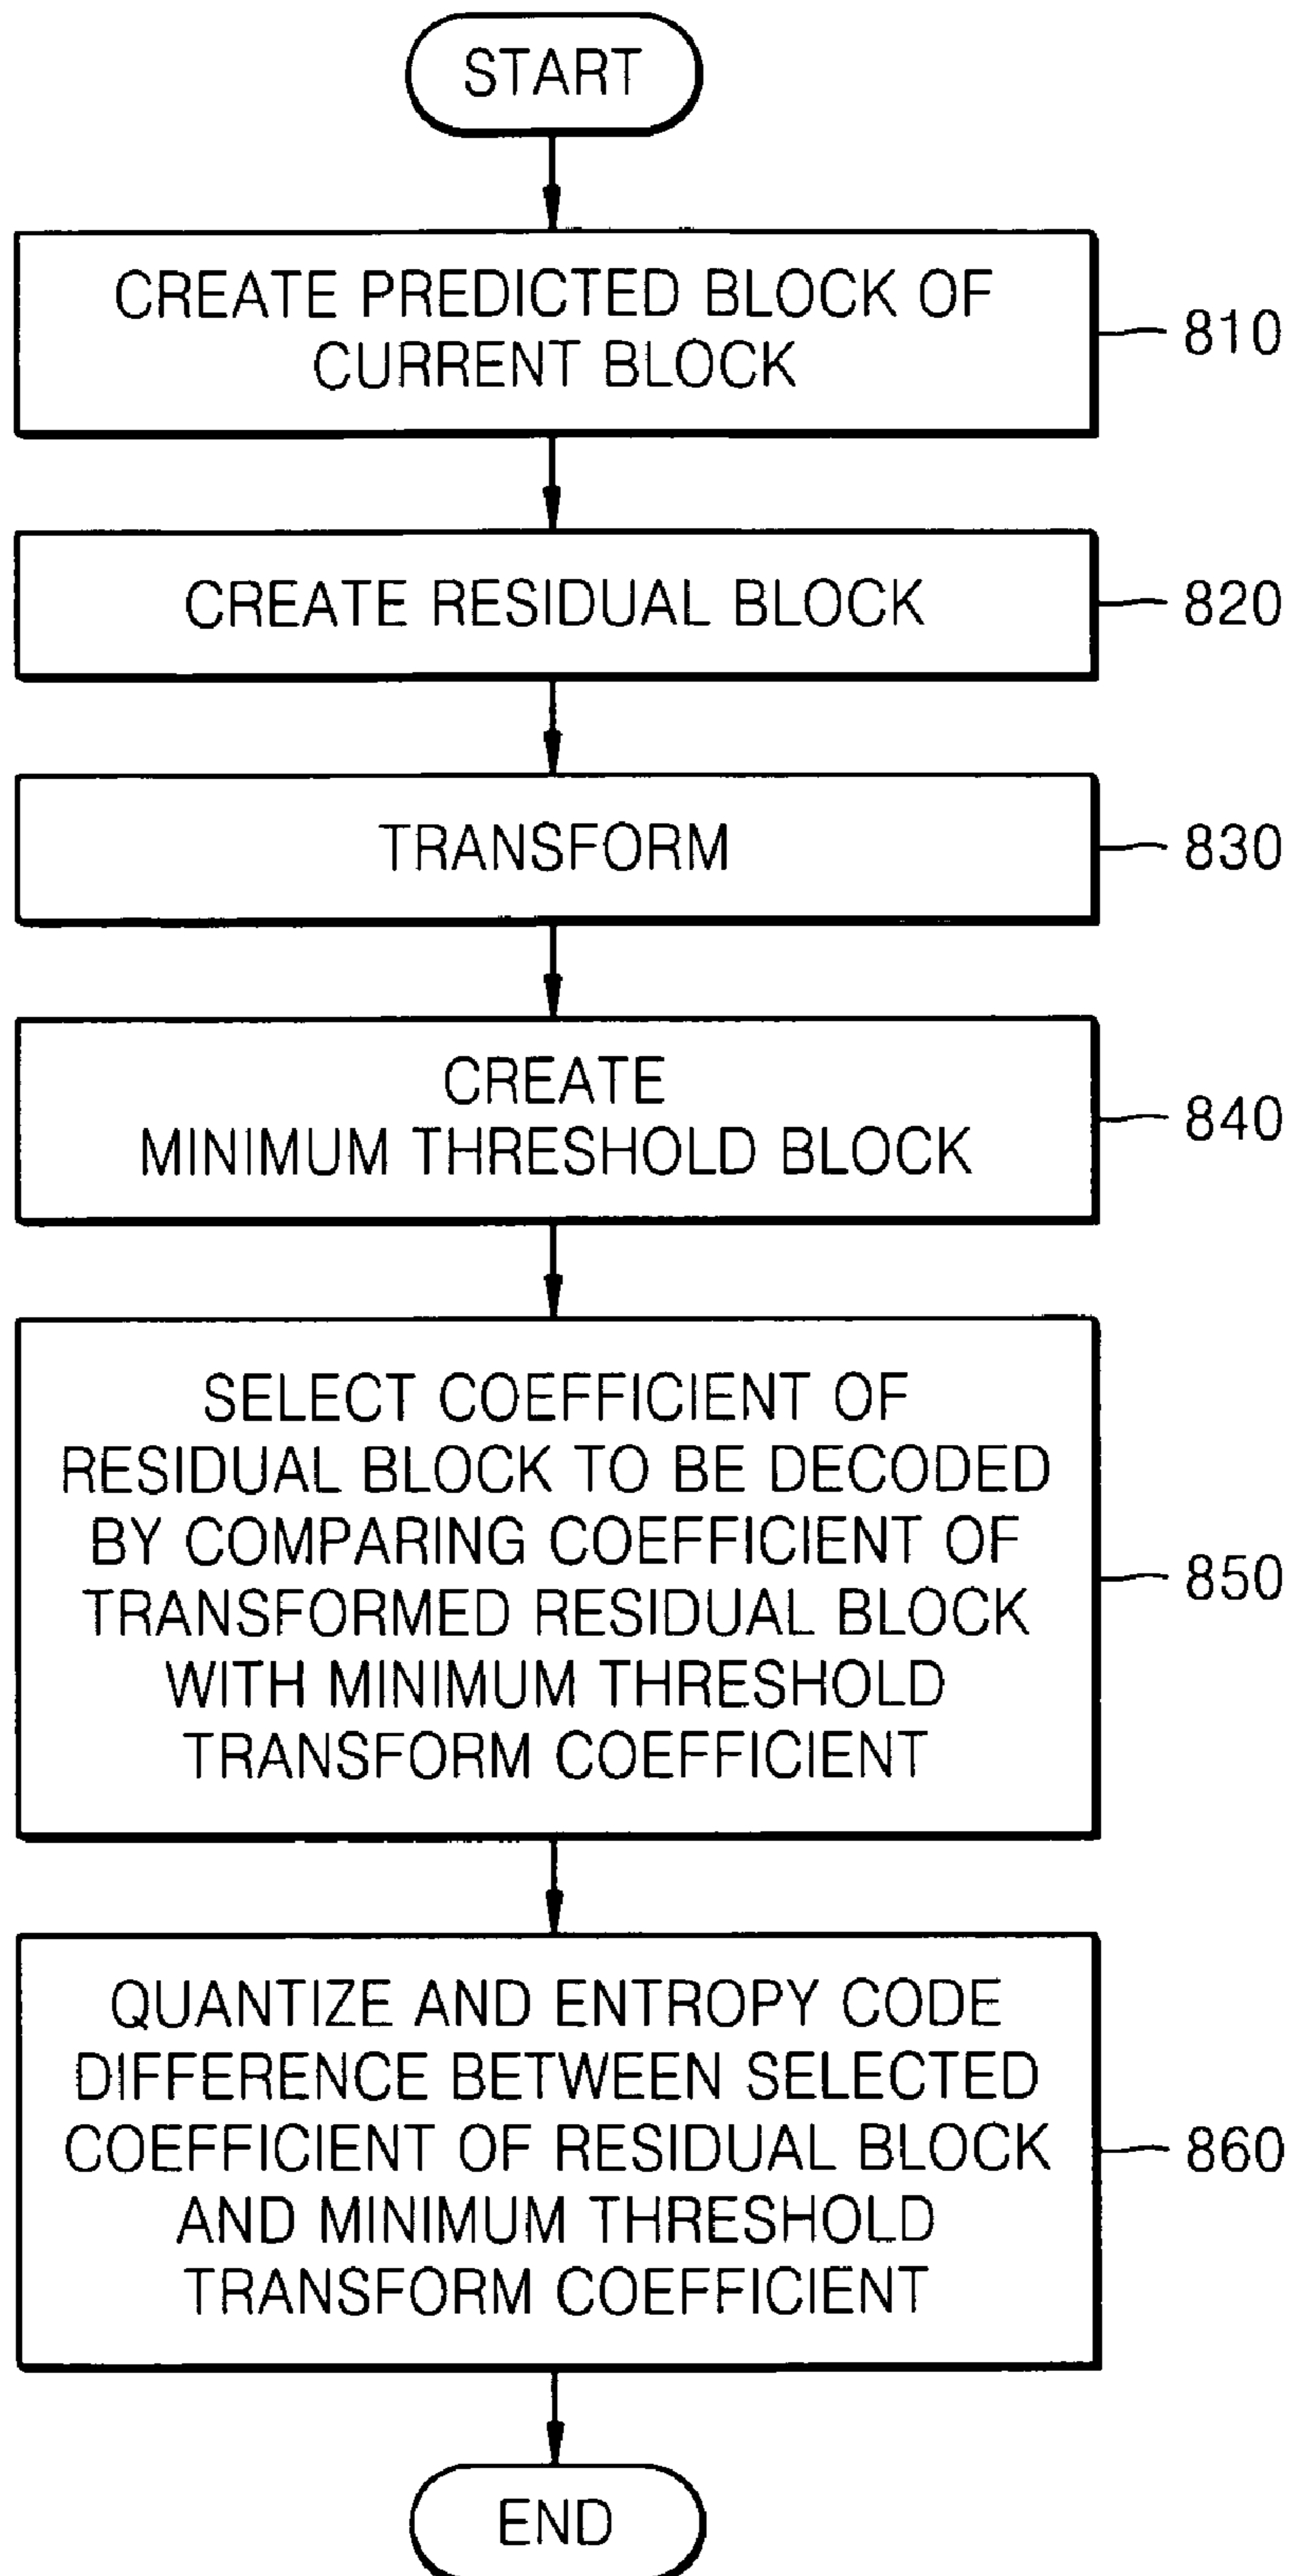 START
CREATE PREDICTED BLOCK OF
CURRENT BLOCK
810
CREATE RESIDUAL BLOCK
820
TRANSFORM
830
CREATE
MINIMUM THRESHOLD BLOCK
840
SELECT COEFFICIENT OF
RESIDUAL BLOCK TO BE DECODED
BY COMPARING COEFFICIENT OF
TRANSFORMED RESIDUAL BLOCK
WITH MINIMUM THRESHOLD
TRANSFORM COEFFICIENT
850
QUANTIZE AND ENTROPY CODE
DIFFERENCE BETWEEN SELECTED
COEFFICIENT OF RESIDUAL BLOCK
AND MINIMUM THRESHOLD
TRANSFORM COEFFICIENT
860
END